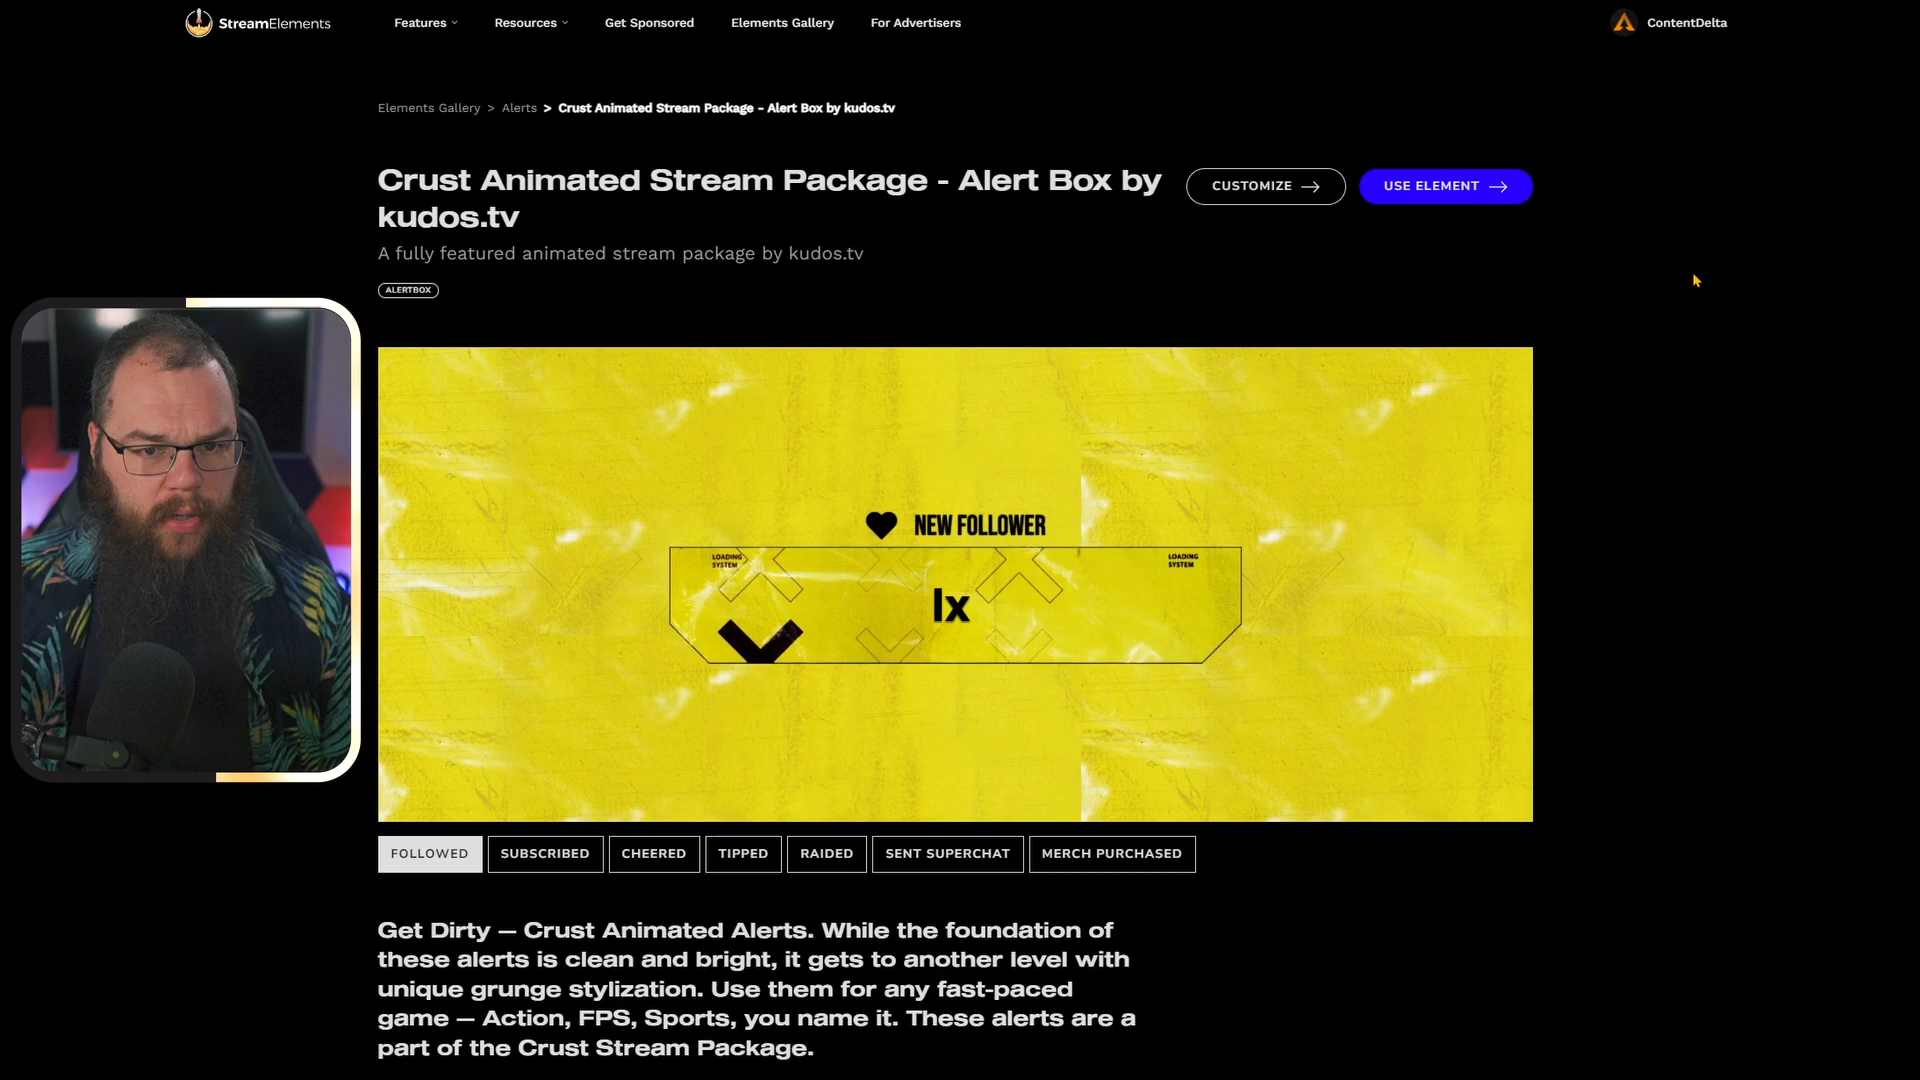 StreamElements
Features
Resources
Get Sponsored
Elements Gallery
For Advertisers
ContentDelta
Elements Gallery > Alerts > Crust Animated Stream Package - Alert Box by kudos.tv
Crust Animated Stream Package - Alert Box by
kudos.tv
CUSTOMIZE
USE ELEMENT
A fully featured animated stream package by kudos.tv
ALERTBOX
NEW FOLLOWER
LOADING
SYSTEM
LOADING
SYSTEM
FOLLOWED
SUBSCRIBED
CHEERED
TIPPED
RAIDED
SENT SUPERCHAT
MERCH PURCHASED
Get Dirty — Crust Animated Alerts. While the foundation of
these alerts is clean and bright, it gets to another level with
unique grunge stylization. Use them for any fast-paced
game — Action, FPS, Sports, you name it. These alerts are a
part of the Crust Stream Package.